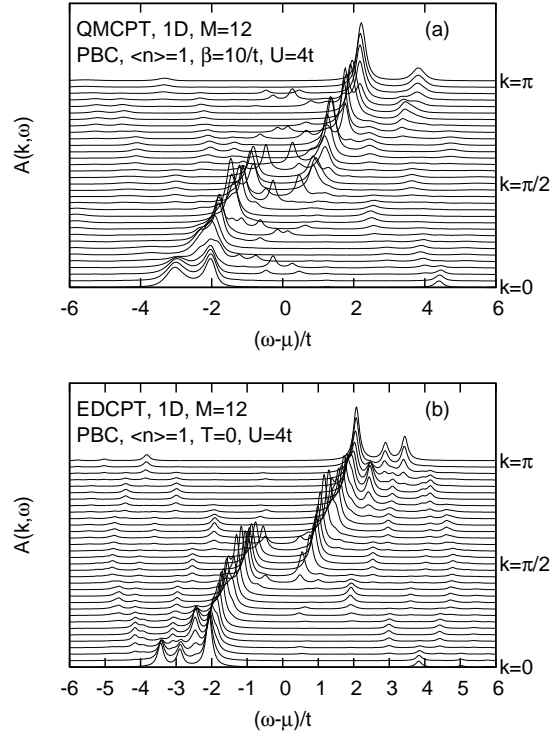 QMCPT, 1D, M=12 (a)
PBC, <n>=1, β=10/t, U=4t
k=π
k=π/2
k=0
A(k,ω)
-6 -4 -2 0 2 4 6
(ω-μ)/t
EDCPT, 1D, M=12 (b)
PBC, <n>=1, T=0, U=4t
k=π
k=π/2
k=0
A(k,ω)
-6 -5 -4 -3 -2 -1 0 1 2 3 4 5 6
(ω-μ)/t